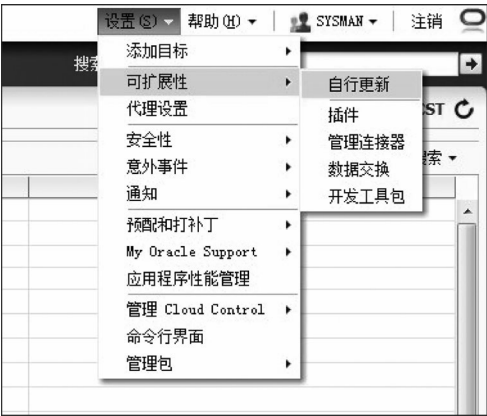 设置(S) 帮助(H) SYSMAN 注销
添加目标
可扩展性
代理设置
安全性
意外事件
通知
预配和打补丁
My Oracle Support
应用程序性能管理
管理 Cloud Control
命令行界面
管理包
自行更新
插件
管理连接器
数据交换
开发工具包
搜索
CST
搜索